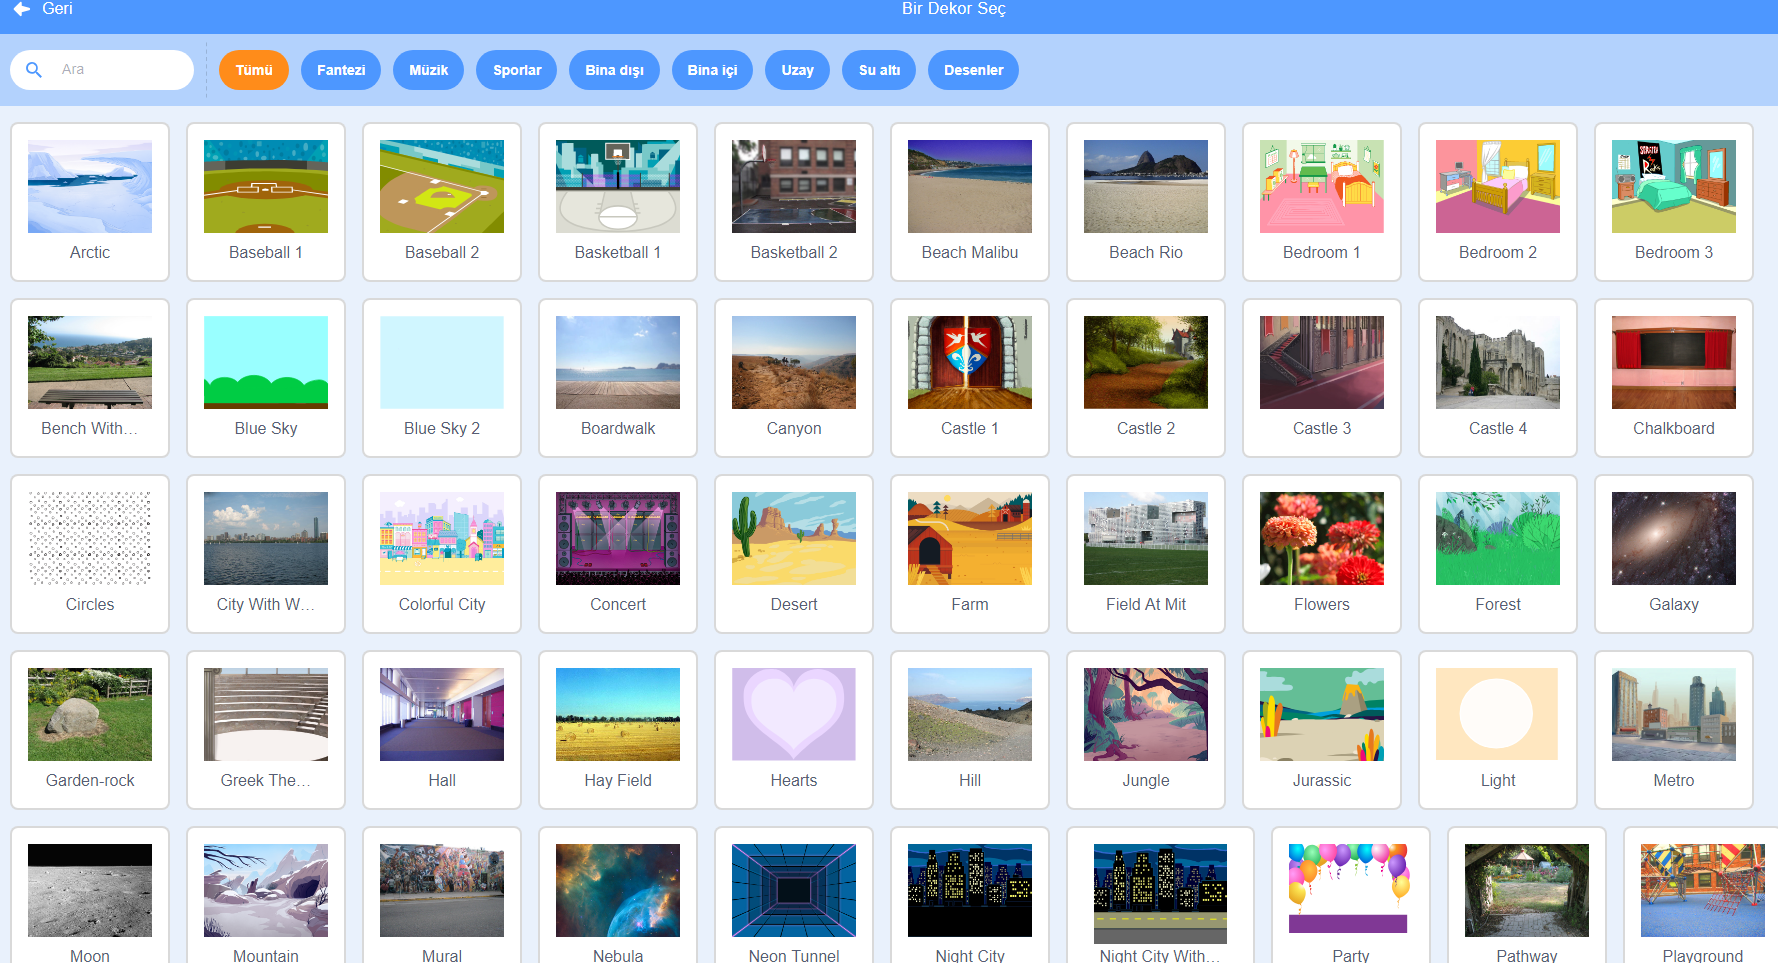 Geri
Bir Dekor Seç
Ara
Tümü
Fantezi
Müzik
Sporlar
Bina dışı
Bina içi
Uzay
Su altı
Desenler
Arctic
Baseball 1
Baseball 2
Basketball 1
Basketball 2
Beach Malibu
Beach Rio
Bedroom 1
Bedroom 2
Bedroom 3
Bench With...
Blue Sky
Blue Sky 2
Boardwalk
Canyon
Castle 1
Castle 2
Castle 3
Castle 4
Chalkboard
Circles
City With W...
Colorful City
Concert
Desert
Farm
Field At Mit
Flowers
Forest
Galaxy
Garden-rock
Greek The...
Hall
Hay Field
Hearts
Hill
Jungle
Jurassic
Light
Metro
Moon
Mountain
Mural
Nebula
Neon Tunnel
Night City
Night City With...
Party
Pathway
Playground